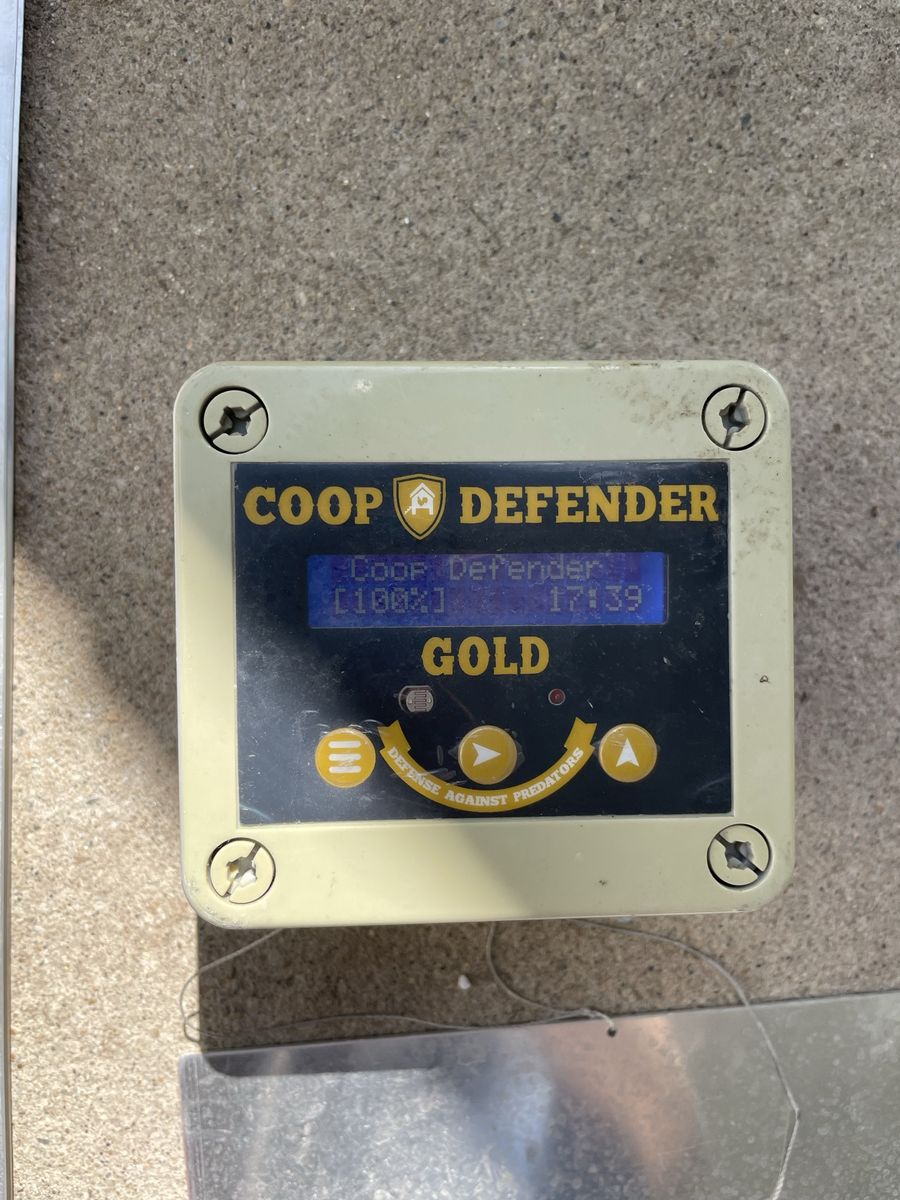 COOP DEFENDER
Coop Defender
[100%] 17:39
GOLD
DEFENSE AGAINST PREDATORS